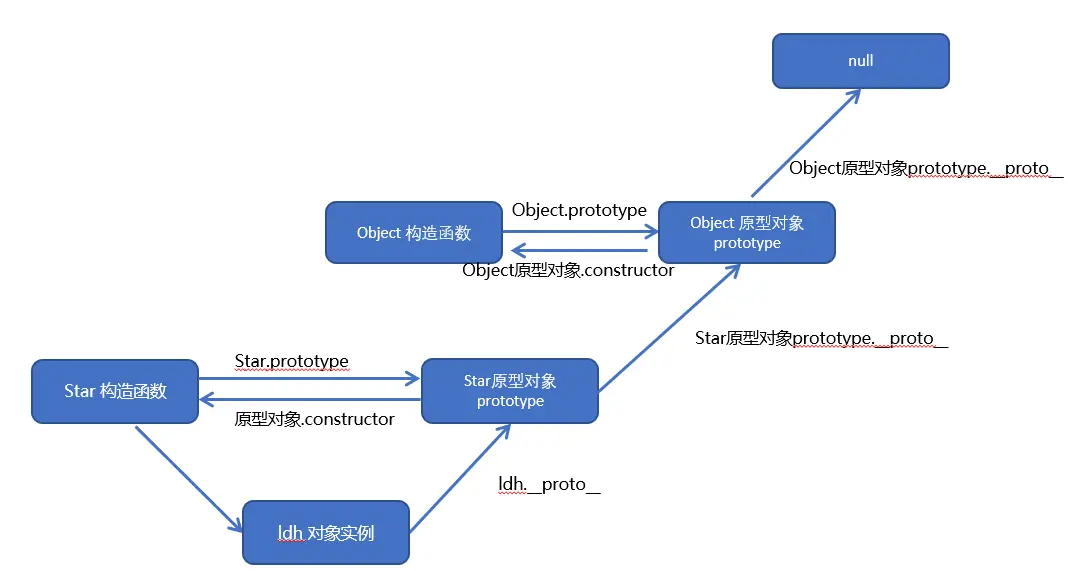 null
Object原型对象prototype.__proto__
Object.prototype
Object 构造函数
Object 原型对象
prototype
Object原型对象.constructor
Star原型对象prototype.__proto__
Star.prototype
Star 构造函数
Star原型对象
prototype
原型对象.constructor
ldh.__proto__
ldh 对象实例